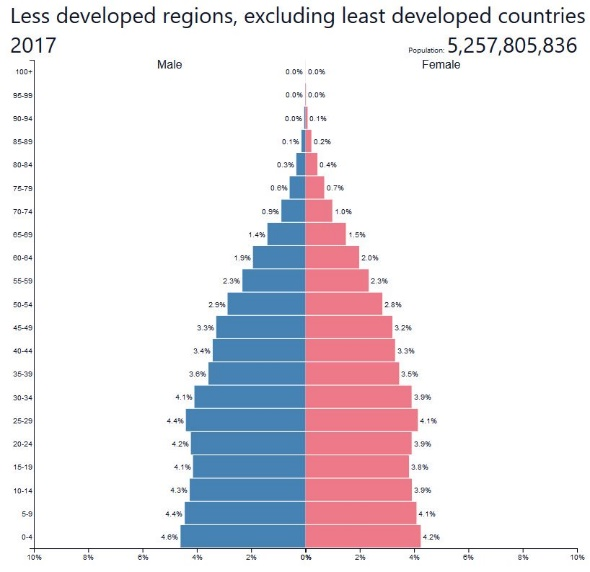 Less developed regions, excluding least developed countries
2017
Population: 5,257,805,836
Male Female
100+ 0.0% 0.0%
95-99 0.0% 0.0%
90-94 0.0% 0.1%
85-89 0.1% 0.2%
80-84 0.3% 0.4%
75-79 0.6% 0.7%
70-74 0.9% 1.0%
65-69 1.4% 1.5%
60-64 1.9% 2.0%
55-59 2.3% 2.3%
50-54 2.9% 2.8%
45-49 3.3% 3.2%
40-44 3.4% 3.3%
35-39 3.6% 3.5%
30-34 4.1% 3.9%
25-29 4.4% 4.1%
20-24 4.2% 3.9%
15-19 4.1% 3.8%
10-14 4.3% 3.9%
5-9 4.4% 4.1%
0-4 4.6% 4.2%
10% 8% 6% 4% 2% 0% 2% 4% 6% 8% 10%